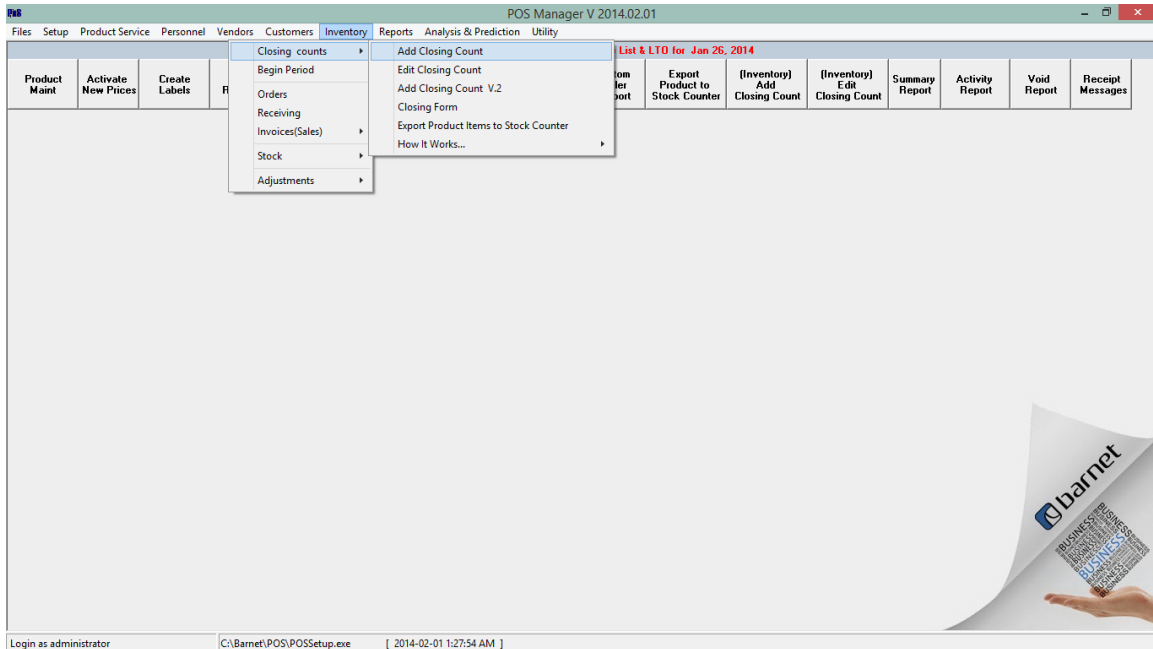 POS
POS Manager V 2014.02.01
Files Setup Product Service Personnel Vendors Customers Inventory Reports Analysis & Prediction Utility
List & LTO for Jan 26, 2014
Product Maint
Activate New Prices
Create Labels
Export Product to Stock Counter
(Inventory) Add Closing Count
(Inventory) Edit Closing Count
Summary Report
Activity Report
Void Report
Receipt Messages
Closing counts
Begin Period
Orders
Receiving
Invoices(Sales)
Stock
Adjustments
Add Closing Count
Edit Closing Count
Add Closing Count V.2
Closing Form
Export Product Items to Stock Counter
How It Works...
barnet
BUSINESS
Login as administrator
C:\Barnet\POS\POSSetup.exe
[ 2014-02-01 1:27:54 AM ]